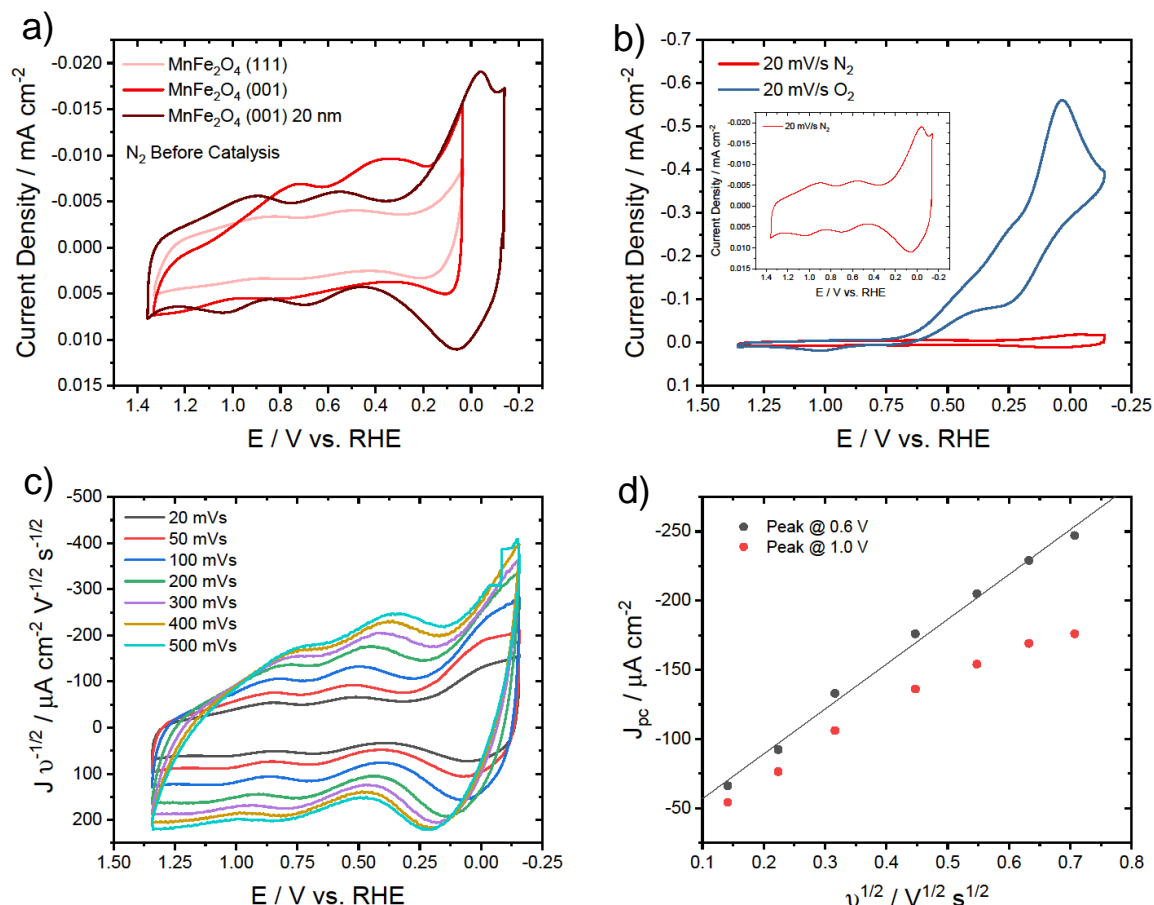 a)
-0.020
-0.015
-0.010
-0.005
0.000
0.005
0.010
0.015
Current Density / mA cm-2
MnFe2O4 (111)
MnFe2O4 (001)
MnFe2O4 (001) 20 nm
N2 Before Catalysis
1.4 1.2 1.0 0.8 0.6 0.4 0.2 0.0 -0.2
E / V vs. RHE
b)
-0.7
-0.6
-0.5
-0.4
-0.3
-0.2
-0.1
0.0
0.1
Current Density / mA cm-2
20 mV/s N2
20 mV/s O2
20 mV/s N2
-0.020
-0.015
-0.010
-0.005
0.000
0.005
0.010
0.015
Current Density / mA cm-2
1.4 1.2 1.0 0.8 0.6 0.4 0.2 0.0 -0.2
E / V vs. RHE
1.50 1.25 1.00 0.75 0.50 0.25 0.00 -0.25
E / V vs. RHE
c)
-500
-400
-300
-200
-100
0
100
200
J υ-1/2 / μA cm-2 V-1/2 s-1/2
20 mVs
50 mVs
100 mVs
200 mVs
300 mVs
400 mVs
500 mVs
1.50 1.25 1.00 0.75 0.50 0.25 0.00 -0.25
E / V vs. RHE
d)
-250
-200
-150
-100
-50
Jpc / μA cm-2
Peak @ 0.6 V
Peak @ 1.0 V
0.1 0.2 0.3 0.4 0.5 0.6 0.7 0.8
υ1/2 / V1/2 s1/2